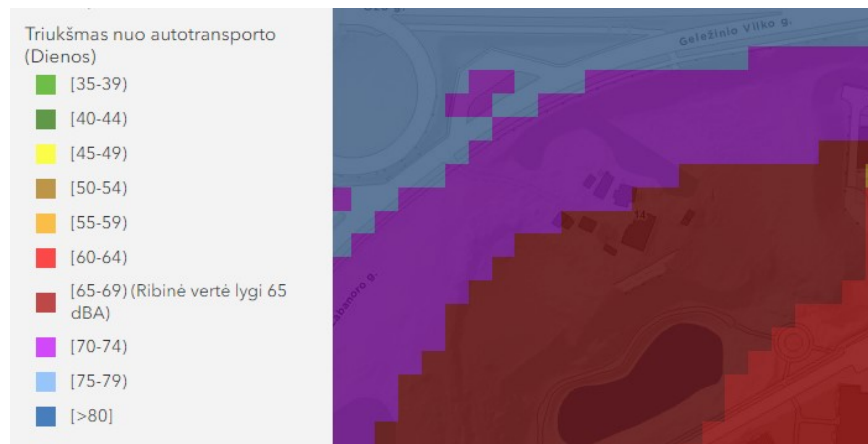 Triukšmas nuo autotransporto
(Dienos)
[35-39)
[40-44)
[45-49)
[50-54)
[55-59)
[60-64)
[65-69) (Ribinė vertė lygi 65
dBA)
[70-74)
[75-79)
[>80]
Geležinio Vilko g.
14